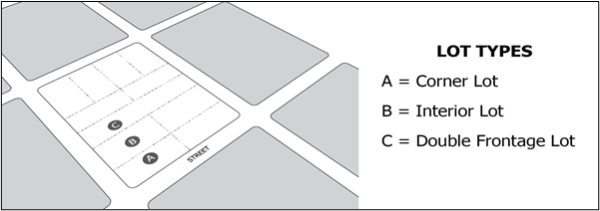 C
B
A
STREET
LOT TYPES
A = Corner Lot
B = Interior Lot
C = Double Frontage Lot